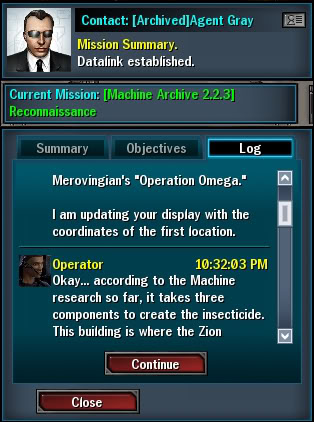 Contact: [Archived]Agent Gray
Mission Summary.
Datalink established.
Current Mission: [Machine Archive 2.2.3]
Reconnaissance
Summary
Objectives
Log
Merovingian's "Operation Omega."
I am updating your display with the
coordinates of the first location.
Operator 10:32:03 PM
Okay... according to the Machine
research so far, it takes three
components to create the insecticide.
This building is where the Zion
Continue
Close